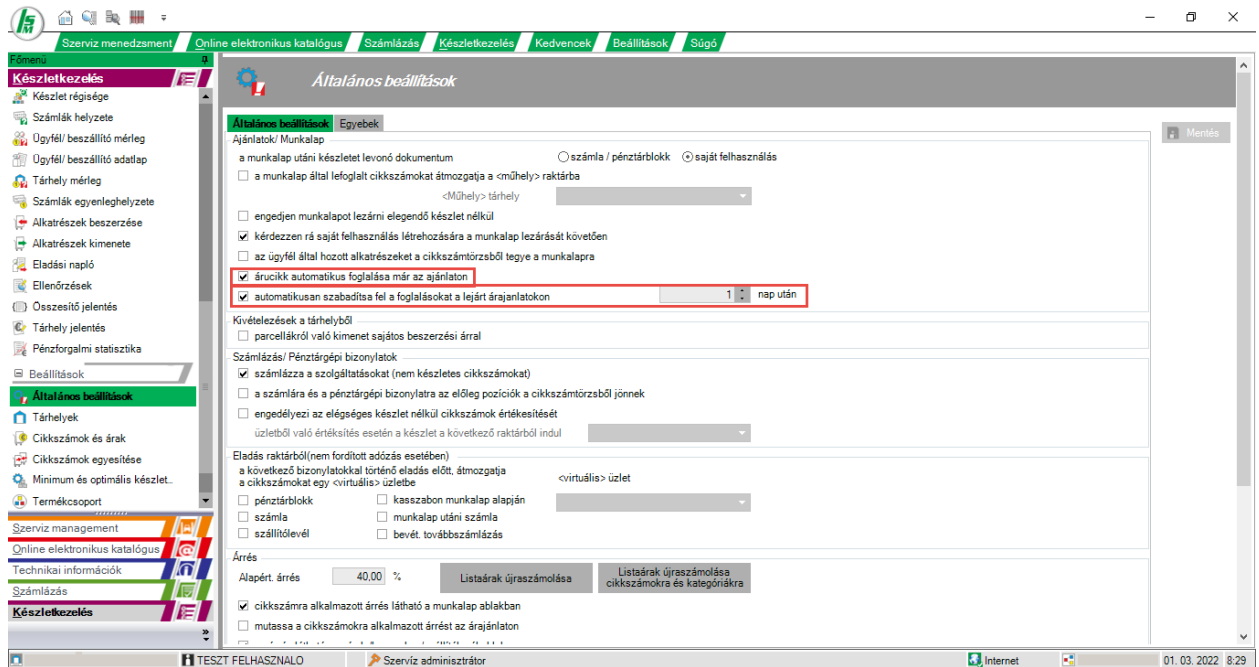 Szerviz menedzsment Online elektronikus katalógus Számlázás Készletkezelés Kedvencek Beállítások Súgó
Főmenü
Készletkezelés
Készlet régisége
Számlák helyzete
Ügyfél/ beszállító mérleg
Ügyfél/ beszállító adatlap
Tárhely mérleg
Számlák egyenleghelyzete
Alkatrészek beszerzése
Alkatrészek kimenete
Eladási napló
Ellenőrzések
Összesítő jelentés
Tárhely jelentés
Pénzforgalmi statisztika
Beállítások
Általános beállítások
Tárhelyek
Cikkszámok és árak
Cikkszámok egyesítése
Minimum és optimális készlet..
Termékcsoport
Szerviz management
Online elektronikus katalógus
Technikai információk
Számlázás
Készletkezelés
Általános beállítások
Általános beállítások Egyebek
Mentés
Ajánlatok/ Munkalap
a munkalap utáni készletet levonó dokumentum számla / pénztárblokk saját felhasználás
a munkalap által lefoglalt cikkszámokat átmozgatja a <műhely> raktárba
<Műhely> tárhely
engedjen munkalapot lezárni elegendő készlet nélkül
kérdezzen rá saját felhasználás létrehozására a munkalap lezárását követően
az ügyfél által hozott alkatrészeket a cikkszámtörzsből tegye a munkalapra
árucikk automatikus foglalása már az ajánlaton
automatikusan szabadítsa fel a foglalásokat a lejárt árajanlatokon 1 nap után
Kivételezések a tárhelyből
parcellákról való kimenet sajátos beszerzési árral
Számlázás/ Pénztárgépi bizonylatok
számlázza a szolgáltatásokat (nem készletes cikkszámokat)
a számlára és a pénztárgépi bizonylatra az előleg pozíciók a cikkszámtörzsből jönnek
engedélyezi az elégséges készlet nélkül cikkszámok értékesítését
üzletből való értéksítés esetén a készlet a következő raktárból indul
Eladás raktárból(nem fordított adózás esetében)
a következő bizonylatokkal történő eladás előtt, átmozgatja
a cikkszámokat egy <virtuális> üzletbe
<virtuális> üzlet
pénztárblokk kasszabon munkalap alapján
számla munkalap utáni számla
szállítólevél bevét. továbbszámlázás
Árrés
Alapért. árrés 40,00 % Listaárak újraszámolása Listaárak újraszámolása
cikkszámokra és kategóriákra
cikkszámra alkalmazott árrés látható a munkalap ablakban
mutassa a cikkszámokra alkalmazott árrést az árajánlaton
TESZT FELHASZNALO Szervíz adminisztrátor Internet 01. 03. 2022 8:29